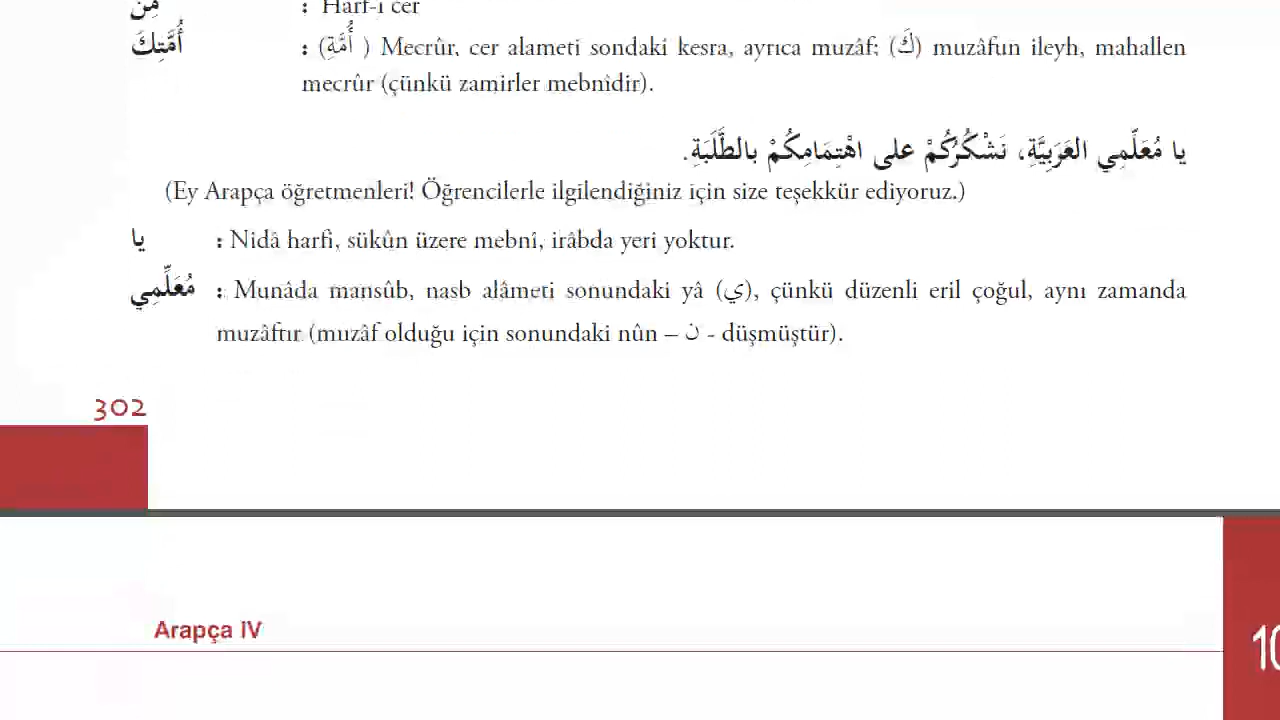 مِنْ : Harf-i cer
أُمَّتِكَ : (أُمَّةِ ) Mecrûr, cer alameti sondaki kesra, ayrıca muzâf; (كَ) muzâfun ileyh, mahallen
mecrûr (çünkü zamirler mebnîdir).
يا مُعَلِّمِي العَرَبِيَّةِ، نَشْكُرُكُمْ على اهْتِمَامِكُمْ بالطَّلَبَةِ.
(Ey Arapça öğretmenleri! Öğrencilerle ilgilendiğiniz için size teşekkür ediyoruz.)
يا : Nidâ harfi, sükûn üzere mebnî, irâbda yeri yoktur.
مُعَلِّمِي : Munâda mansûb, nasb alâmeti sonundaki yâ (ي), çünkü düzenli eril çoğul, aynı zamanda
muzâftır (muzâf olduğu için sonundaki nûn – ن - düşmüştür).
302
Arapça IV
10